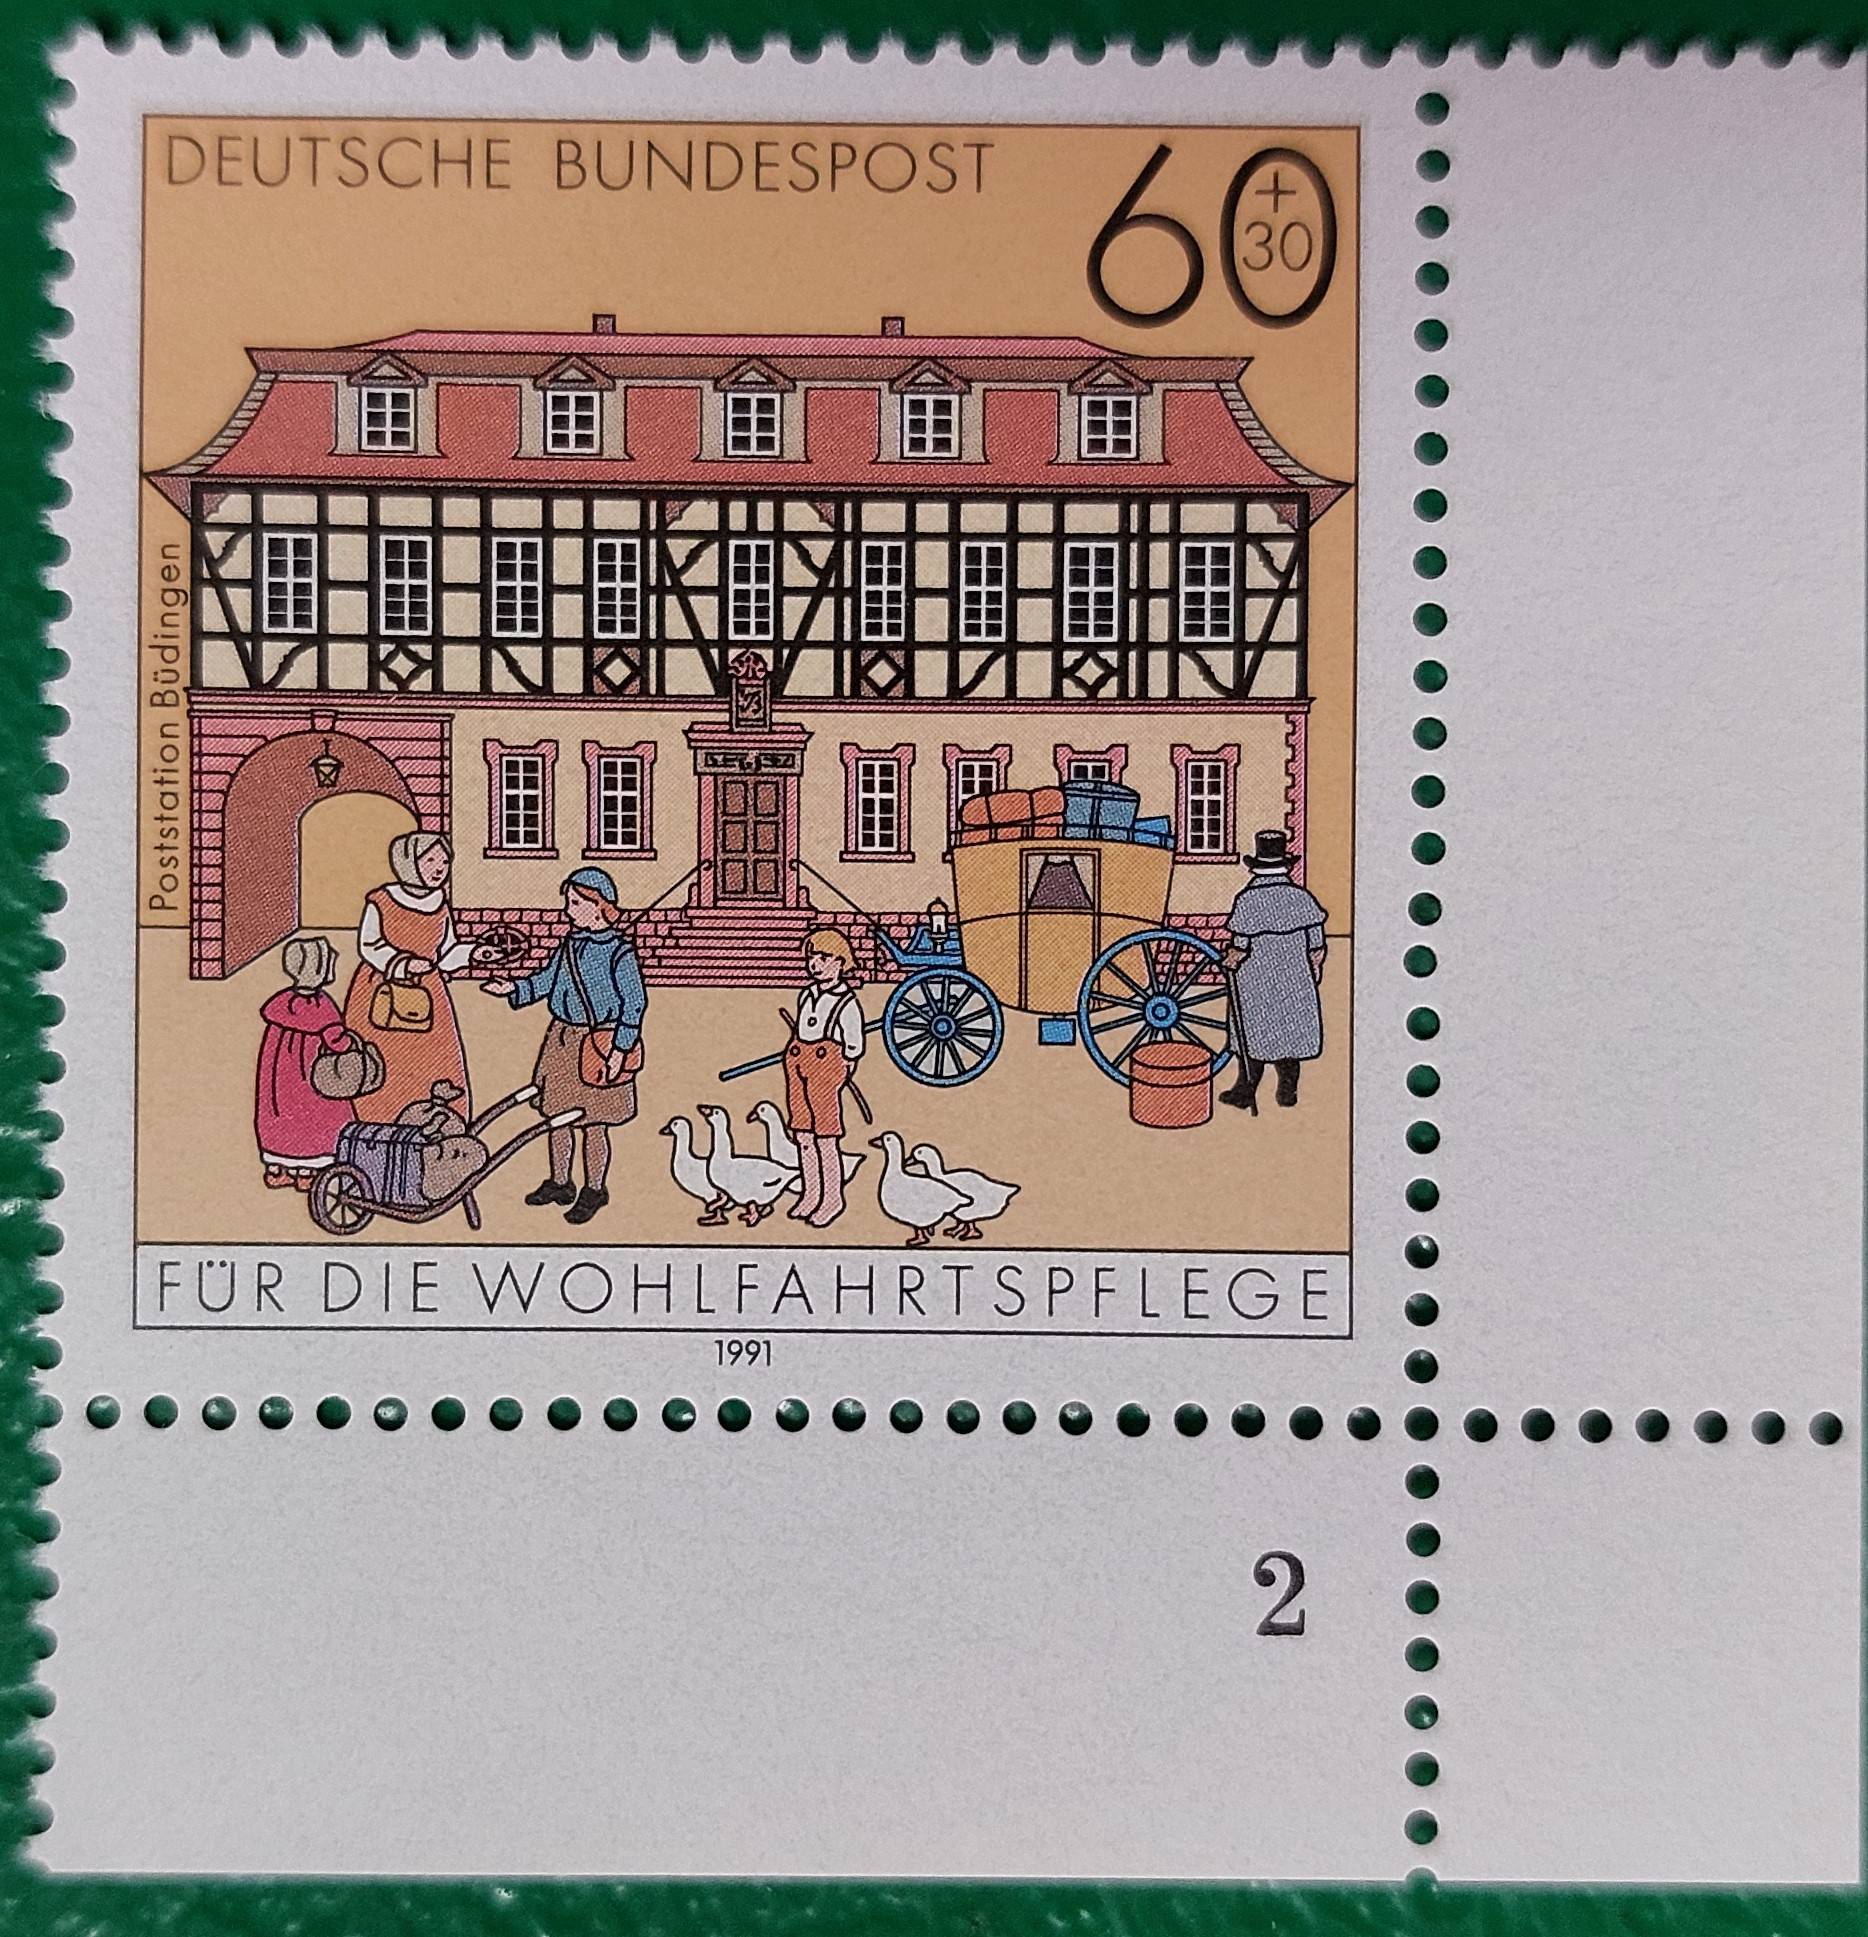 DEUTSCHE BUNDESPOST
60
+
30
Poststation Büdingen
FÜR DIE WOHLFAHRTSPFLEGE
1991
2